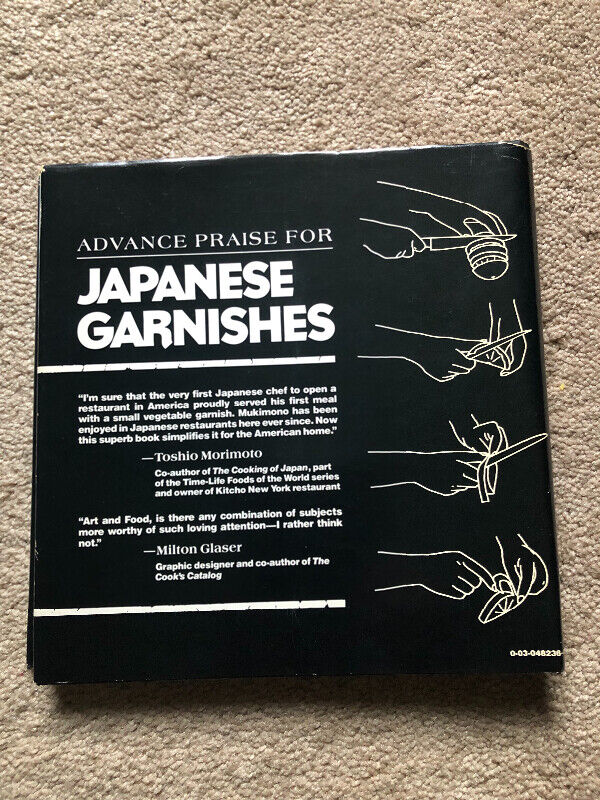 ADVANCE PRAISE FOR
JAPANESE
GARNISHES
“I’m sure that the very first Japanese chef to open a
restaurant in America proudly served his first meal
with a small vegetable garnish. Mukimono has been
enjoyed in Japanese restaurants here ever since. Now
this superb book simplifies it for the American home.”
—Toshio Morimoto
Co-author of The Cooking of Japan, part
of the Time-Life Foods of the World series
and owner of Kitcho New York restaurant
“Art and Food, is there any combination of subjects
more worthy of such loving attention—I rather think
not.”
—Milton Glaser
Graphic designer and co-author of The
Cook’s Catalog
0-03-048236-